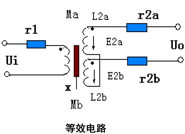 Ma L2a r2a
r1
E2a
Ui Uo
E2b
x r2b
Mb L2b
等效电路